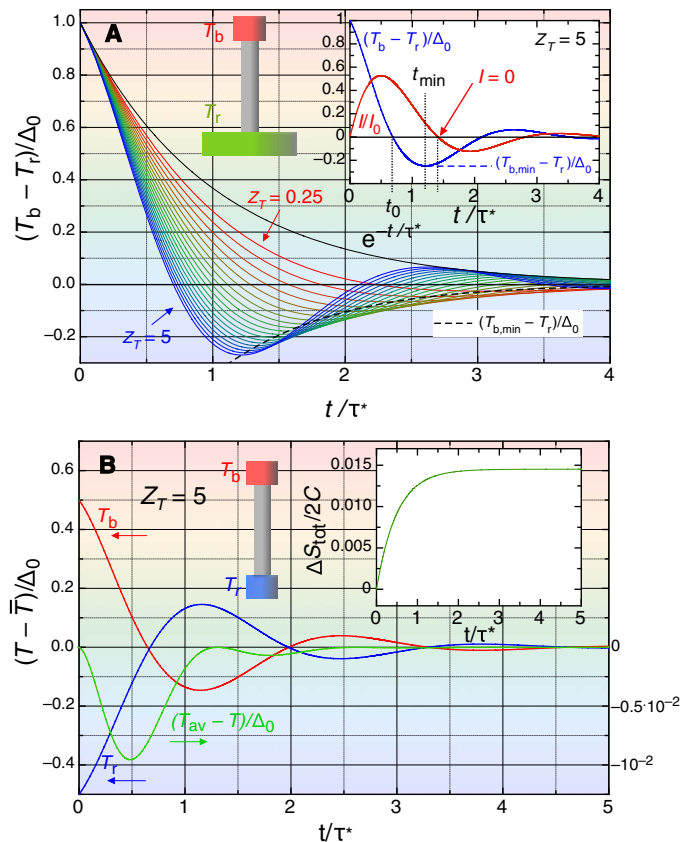 A
T_b
T_r
(T_b − T_r)/Δ_0
1.0
0.8
0.6
0.4
0.2
0.0
−0.2
Z_T = 0.25
Z_T = 5
e^−t/τ*
(T_b,min − T_r)/Δ_0
0 1 2 3 4
t/τ*
1.0
0.8
0.6
0.4
0.2
0
−0.2
(T_b − T_r)/Δ_0
Z_T = 5
t_min
I = 0
I/I_0
(T_b,min − T_r)/Δ_0
t_0
0 1 2 3 4
t/τ*
B
Z_T = 5
T_b
T_r
(T − T̅)/Δ_0
0.6
0.4
0.2
0.0
-0.2
-0.4
T_b
T_r
(T_av − T)/Δ_0
0
−0.5·10^−2
−10^−2
0 1 2 3 4 5
t/τ*
ΔS_tot/2C
0.015
0.010
0.005
0
0 1 2 3 4 5
t/τ*